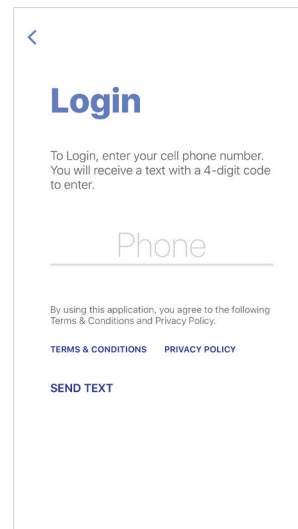 Login
To Login, enter your cell phone number.
You will receive a text with a 4-digit code
to enter.
Phone
By using this application, you agree to the following
Terms & Conditions and Privacy Policy.
TERMS & CONDITIONS PRIVACY POLICY
SEND TEXT